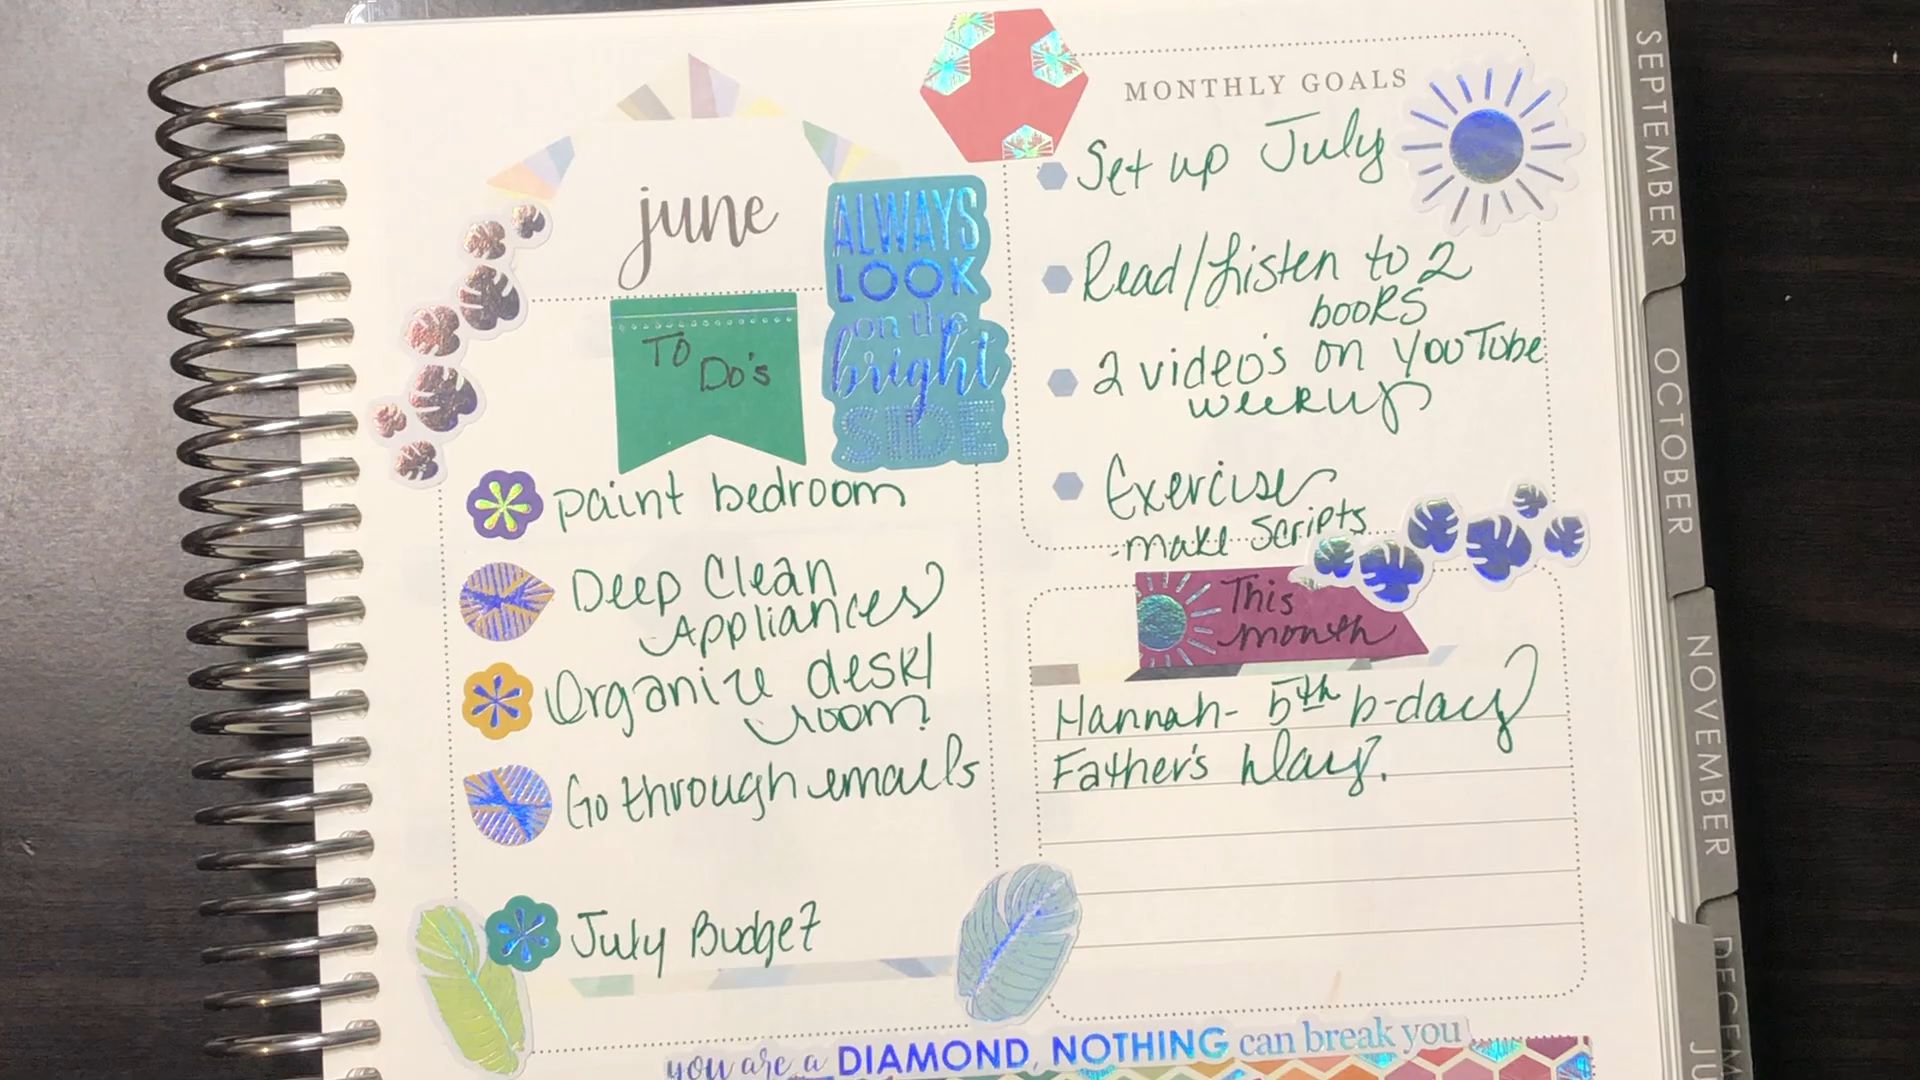 june
ALWAYS
LOOK
on the
bright
SIDE
To
Do's
paint bedroom
Deep Clean
Appliances
Organize desk/
room
Go through emails
July Budget
MONTHLY GOALS
Set up July
Read/Listen to 2
books
2 video's on YouTube
weekly
Exercise
make scripts
This
month
Hannah - 5th b-day
Father's Day
you are a DIAMOND, NOTHING can break you
SEPTEMBER
OCTOBER
NOVEMBER
DECEM
JU